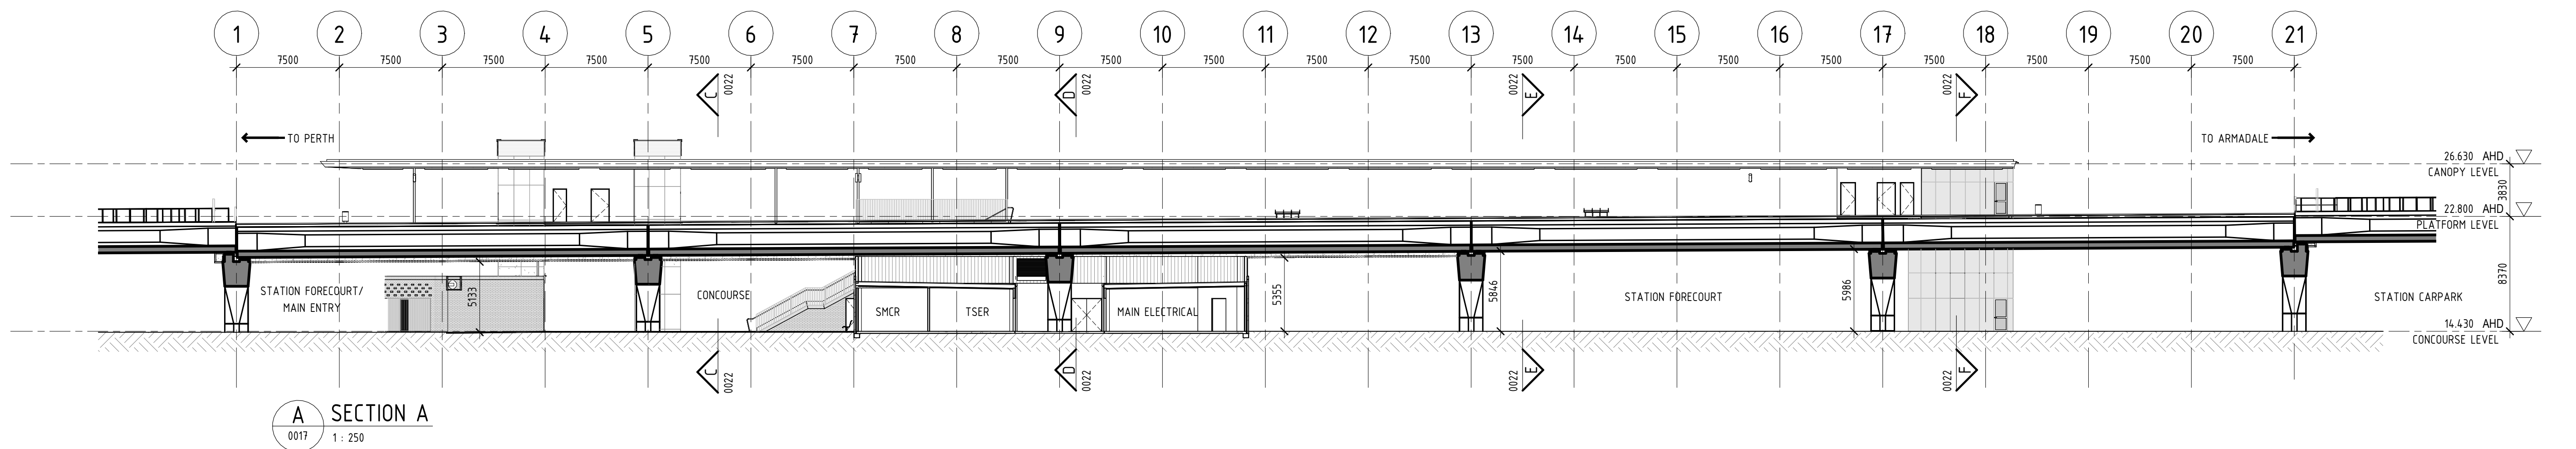 1 2 3 4 5 6 7 8 9 10 11 12 13 14 15 16 17 18 19 20 21
7500 7500 7500 7500 7500 7500 7500 7500 7500 7500 7500 7500 7500 7500 7500 7500 7500 7500 7500 7500
C 0022
D 0022
E 0022
F 0022
TO PERTH
TO ARMADALE
26.630 AHD
CANOPY LEVEL
3830
22.800 AHD
PLATFORM LEVEL
8370
14.430 AHD
CONCOURSE LEVEL
STATION FORECOURT/
MAIN ENTRY
5133
CONCOURSE
SMCR
TSER
MAIN ELECTRICAL
5355
5846
STATION FORECOURT
5986
STATION CARPARK
C 0022
D 0022
E 0022
F 0022
A
0017
SECTION A
1 : 250